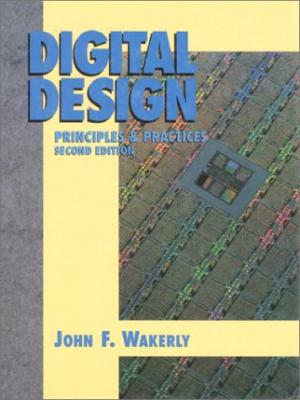 DIGITAL
DESIGN
PRINCIPLES & PRACTICES
SECOND EDITION
JOHN F. WAKERLY